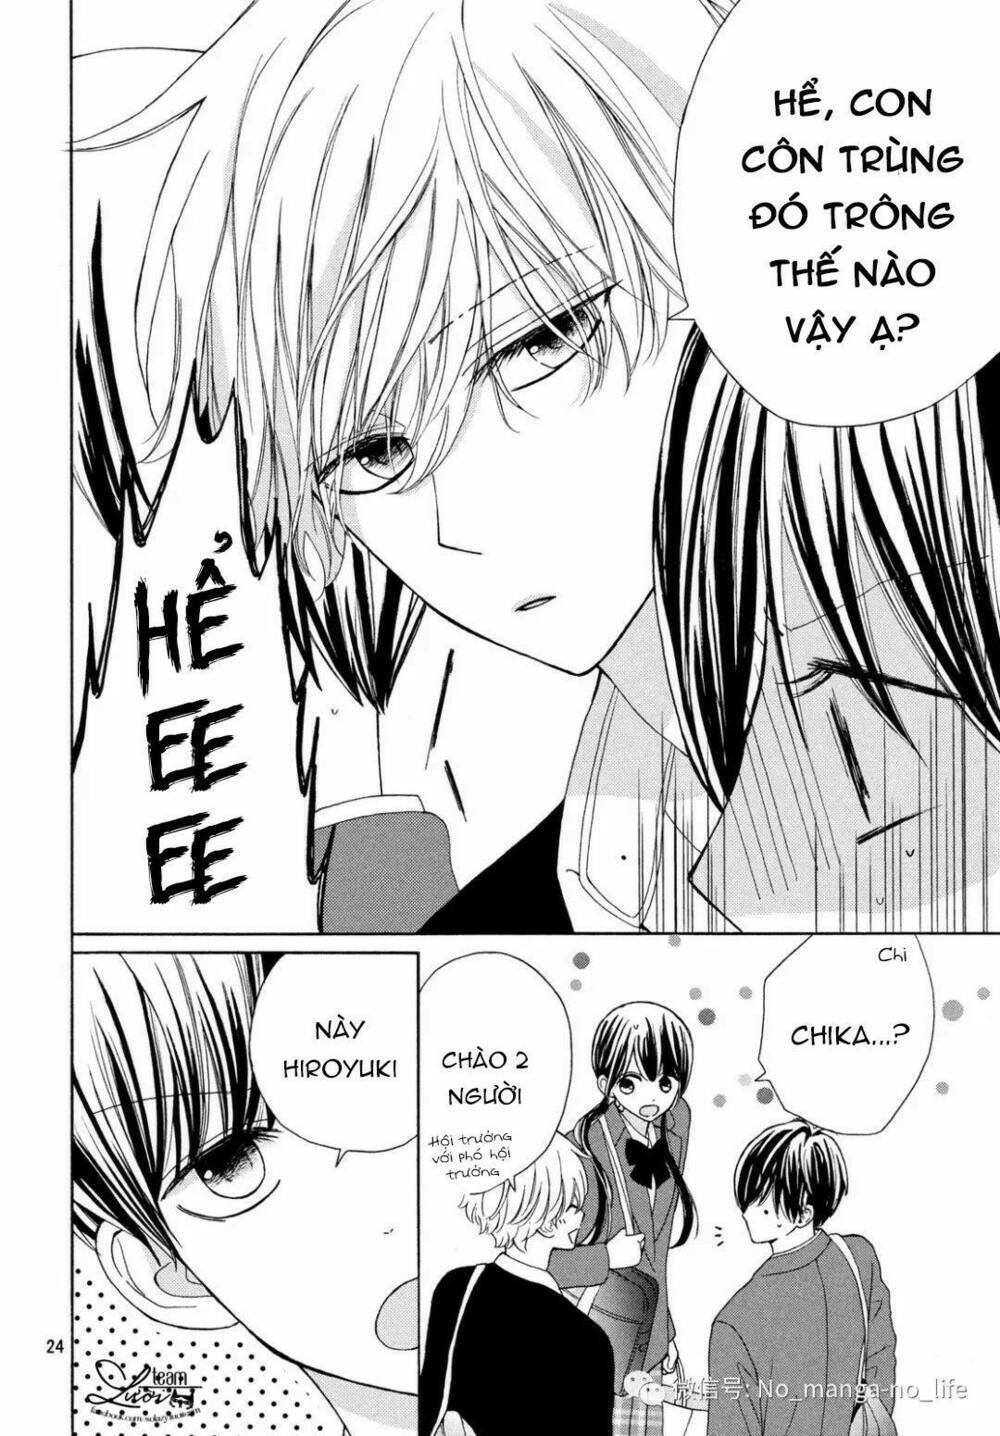 HỂ, CON
CÔN TRÙNG
ĐÓ TRÔNG
THẾ NÀO
VẬY Ạ?
HỂ
EE
EE
NÀY
HIROYUKI
CHÀO 2
NGƯỜI
Hội trưởng
với phó hội
trưởng
Chi
CHIKA...?
24
team
Lười
微信号: No_manga-no_life